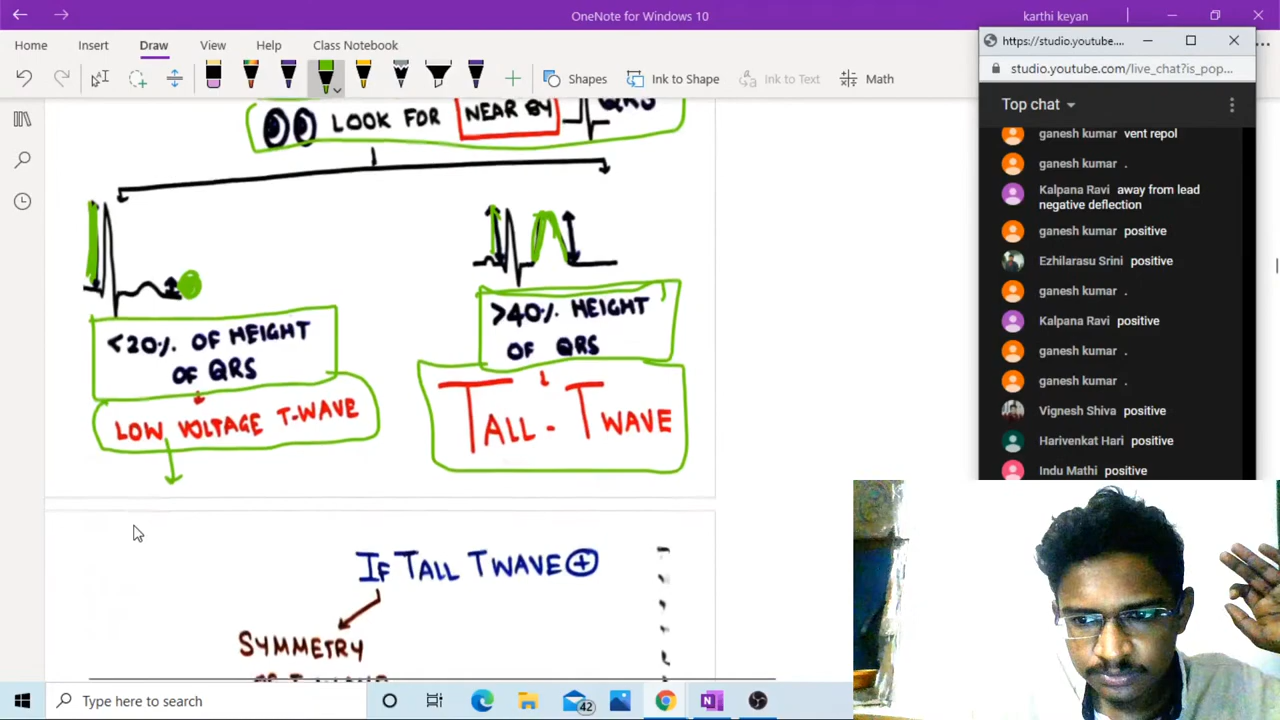 OneNote for Windows 10
karthi keyan
Home
Insert
Draw
View
Help
Class Notebook
Shapes
Ink to Shape
Ink to Text
Math
https://studio.youtube....
studio.youtube.com/live_chat?is_pop...
Top chat
ganesh kumar vent repol
ganesh kumar .
Kalpana Ravi away from lead
negative deflection
ganesh kumar positive
Ezhilarasu Srini positive
ganesh kumar .
Kalpana Ravi positive
ganesh kumar .
ganesh kumar .
Vignesh Shiva positive
Harivenkat Hari positive
Indu Mathi positive
LOOK FOR NEAR BY QRS
<20% OF HEIGHT
OF QRS
LOW VOLTAGE T-WAVE
>40% HEIGHT
OF QRS
TALL - T WAVE
IF TALL T WAVE +
SYMMETRY
Type here to search
42